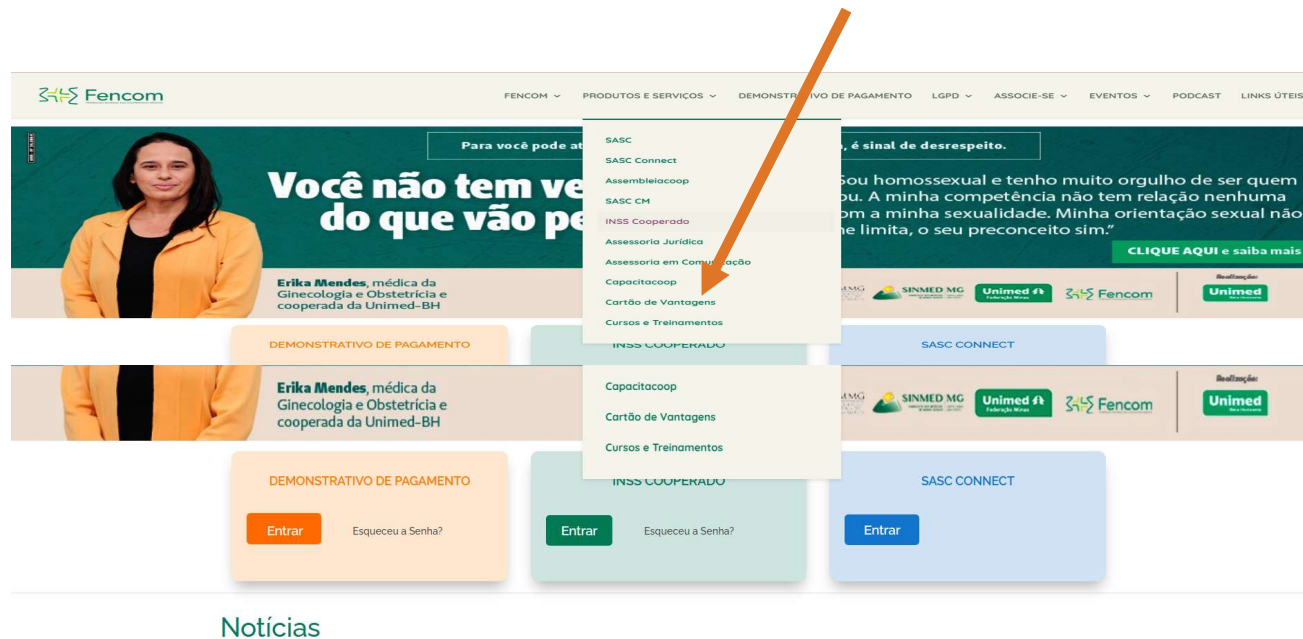 Fencom
FENCOM PRODUTOS E SERVIÇOS DEMONSTRATIVO DE PAGAMENTO LGPD ASSOCIE-SE EVENTOS PODCAST LINKS ÚTEIS
SASC
SASC Connect
Assembleiacoop
SASC CM
INSS Cooperado
Assessoria Jurídica
Assessoria em Comunicação
Capacitacoop
Cartão de Vantagens
Cursos e Treinamentos
Para você pode at
, é sinal de desrespeito.
Você não tem ve
do que vão pe
Sou homossexual e tenho muito orgulho de ser quem
ou. A minha competência não tem relação nenhuma
om a minha sexualidade. Minha orientação sexual não
me limita, o seu preconceito sim.”
CLIQUE AQUI e saiba mais
Erika Mendes, médica da
Ginecologia e Obstetrícia e
cooperada da Unimed-BH
SINMED MG
Unimed
Federação Minas
Fencom
Realização:
Unimed
DEMONSTRATIVO DE PAGAMENTO
INSS COOPERADO
SASC CONNECT
Erika Mendes, médica da
Ginecologia e Obstetrícia e
cooperada da Unimed-BH
Capacitacoop
Cartão de Vantagens
Cursos e Treinamentos
SINMED MG
Unimed
Federação Minas
Fencom
Realização:
Unimed
DEMONSTRATIVO DE PAGAMENTO
Entrar Esqueceu a Senha?
INSS COOPERADO
Entrar Esqueceu a Senha?
SASC CONNECT
Entrar
Notícias